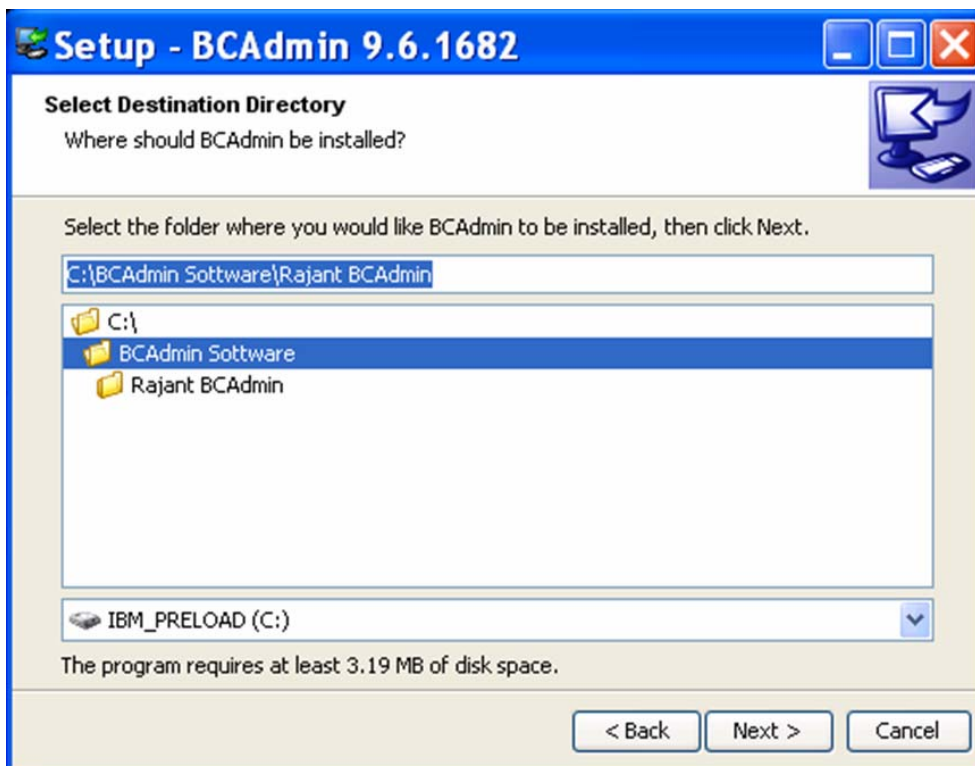 Setup - BCAdmin 9.6.1682
Select Destination Directory
Where should BCAdmin be installed?
Select the folder where you would like BCAdmin to be installed, then click Next.
C:\BCAdmin Sottware\Rajant BCAdmin
C:\
BCAdmin Sottware
Rajant BCAdmin
IBM_PRELOAD (C:)
The program requires at least 3.19 MB of disk space.
< Back Next > Cancel